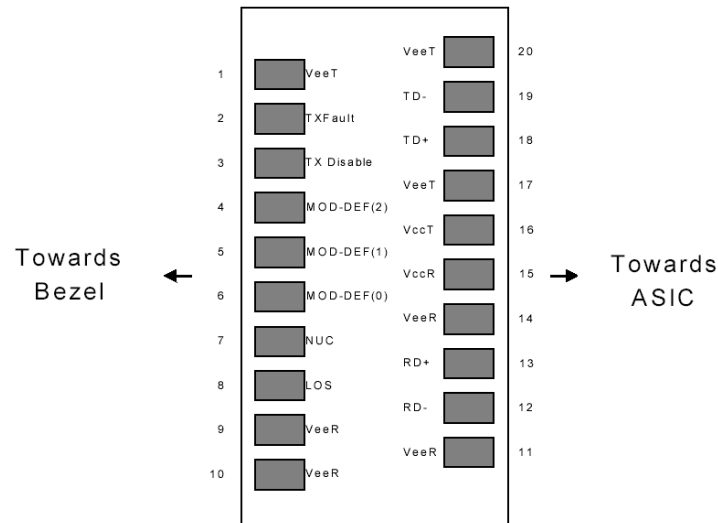 VeeT 20
1 VeeT
TD- 19
2 TXFault
TD+ 18
3 TX Disable
VeeT 17
4 MOD-DEF(2)
VccT 16
5 MOD-DEF(1)
Towards
Bezel
VccR 15
Towards
ASIC
6 MOD-DEF(0)
VeeR 14
7 NUC
RD+ 13
8 LOS
RD- 12
9 VeeR
VeeR 11
10 VeeR